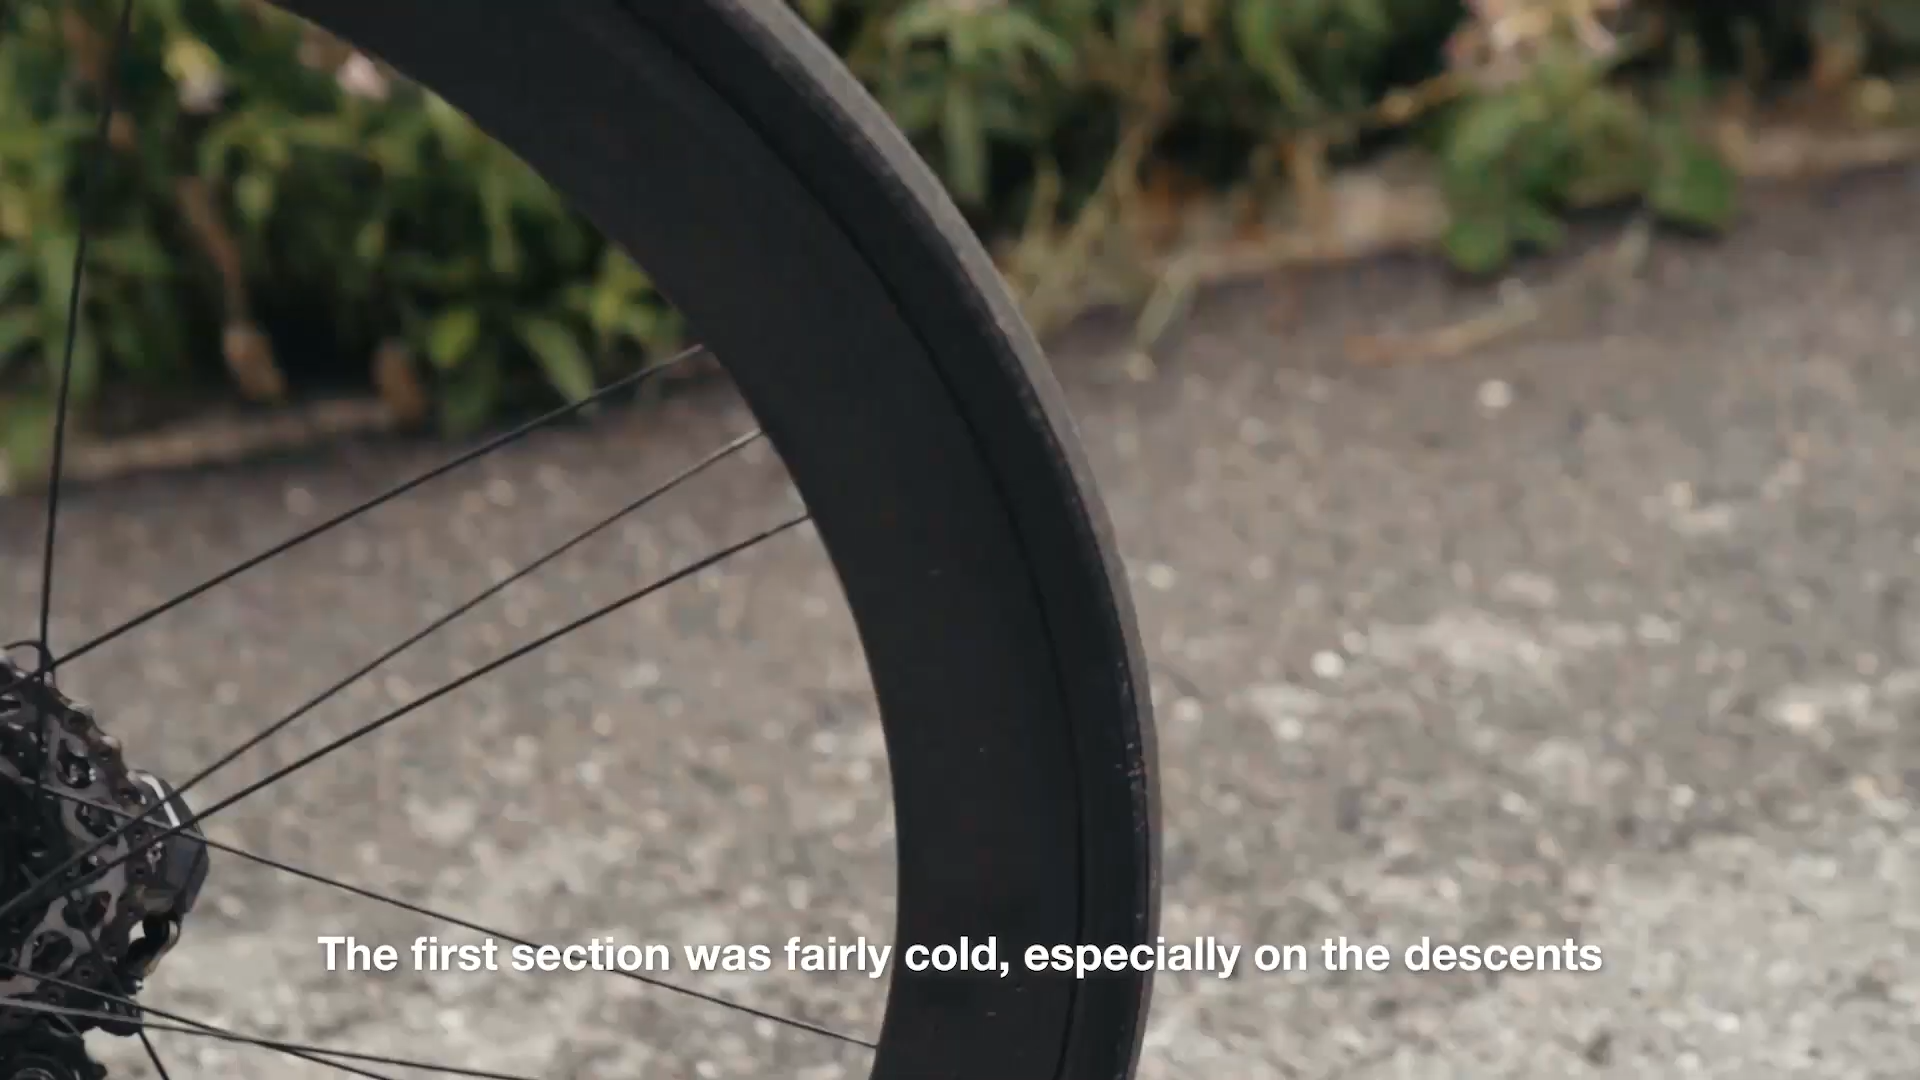 The first section was fairly cold, especially on the descents